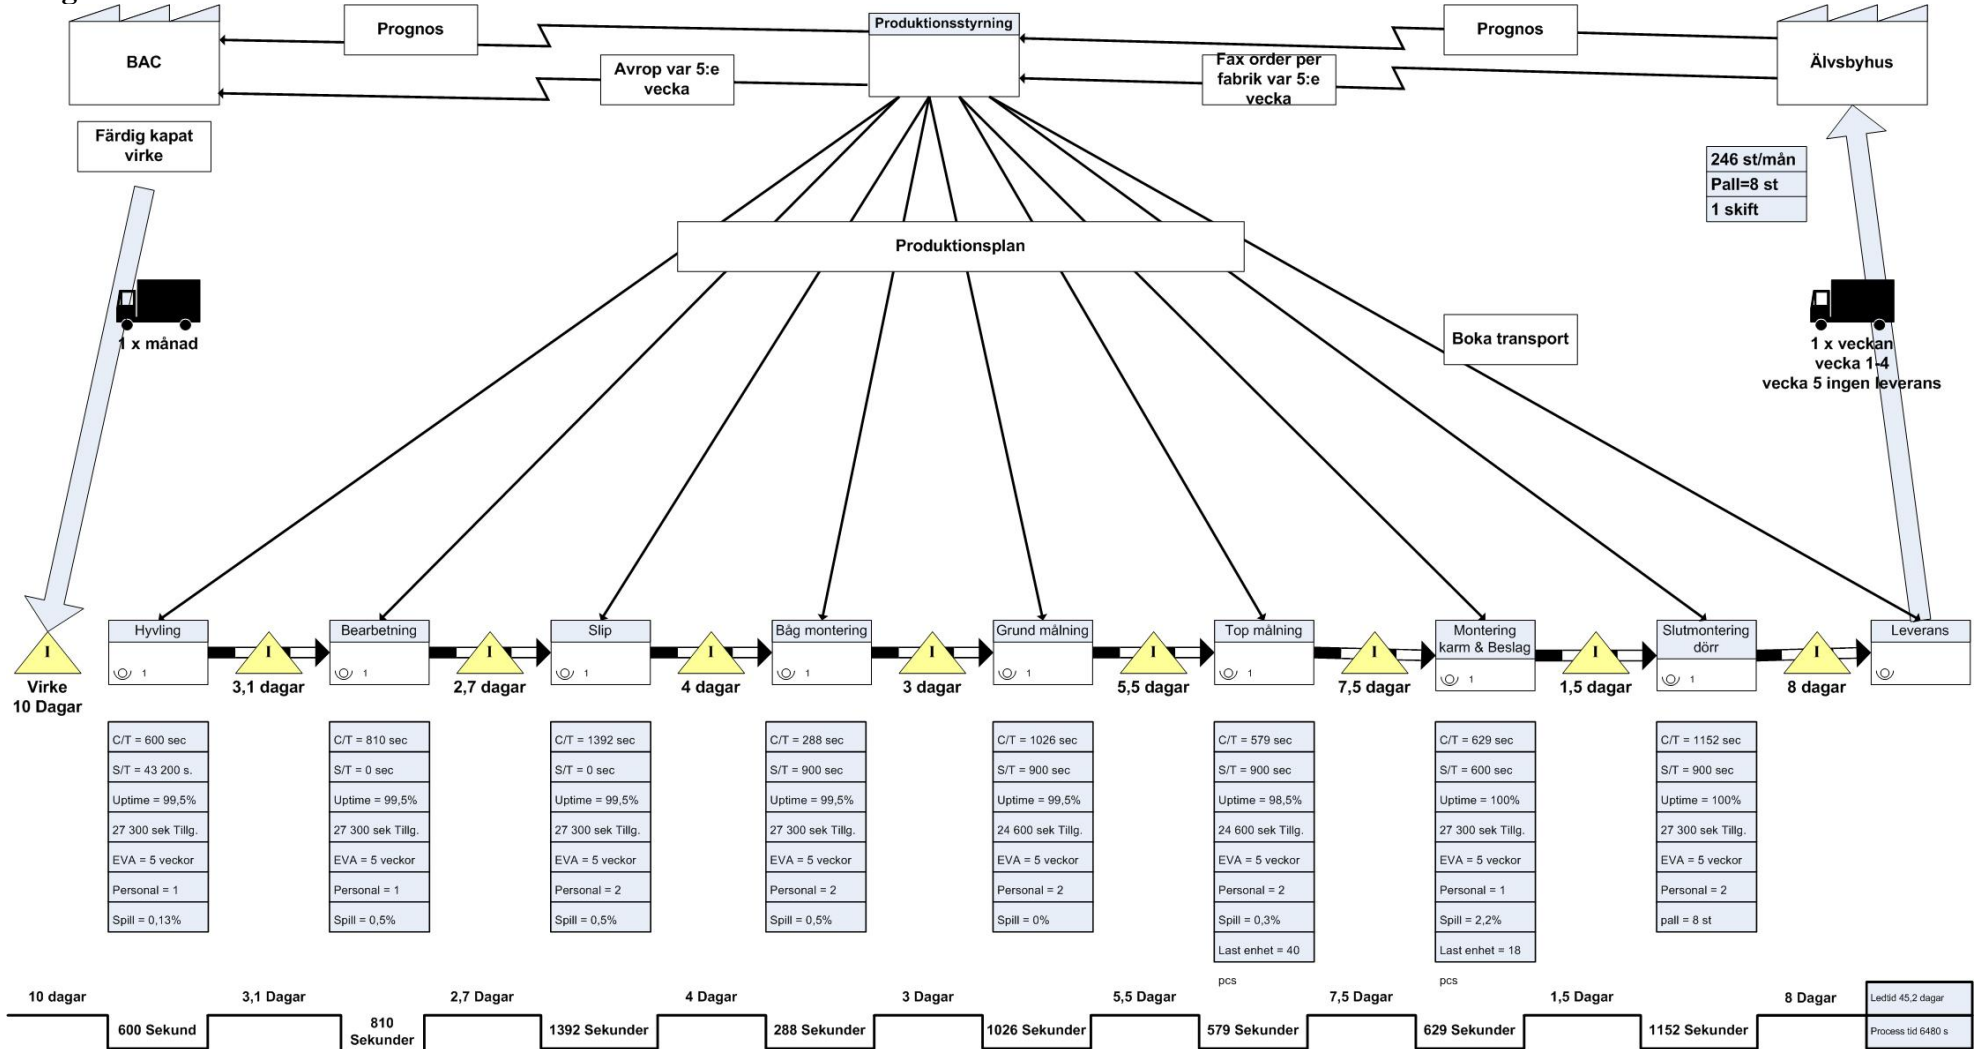 BAC
Prognos
Produktionsstyrning
Prognos
Älvsbyhus
Avrop var 5:e
vecka
Fax order per
fabrik var 5:e
vecka
Färdig kapat
virke
246 st/mån
Pall=8 st
1 skift
Produktionsplan
1 x månad
Boka transport
1 x veckan
vecka 1-4
vecka 5 ingen leverans
I
Virke
10 Dagar
Hyvling
1
I
3,1 dagar
Bearbetning
1
I
2,7 dagar
Slip
1
I
4 dagar
Båg montering
1
I
3 dagar
Grund målning
1
I
5,5 dagar
Top målning
1
I
7,5 dagar
Montering
karm & Beslag
1
I
1,5 dagar
Slutmontering
dörr
1
I
8 dagar
Leverans
C/T = 600 sec
S/T = 43 200 s.
Uptime = 99,5%
27 300 sek Tillg.
EVA = 5 veckor
Personal = 1
Spill = 0,13%
C/T = 810 sec
S/T = 0 sec
Uptime = 99,5%
27 300 sek Tillg.
EVA = 5 veckor
Personal = 1
Spill = 0,5%
C/T = 1392 sec
S/T = 0 sec
Uptime = 99,5%
27 300 sek Tillg.
EVA = 5 veckor
Personal = 2
Spill = 0,5%
C/T = 288 sec
S/T = 900 sec
Uptime = 99,5%
27 300 sek Tillg.
EVA = 5 veckor
Personal = 2
Spill = 0,5%
C/T = 1026 sec
S/T = 900 sec
Uptime = 99,5%
24 600 sek Tillg.
EVA = 5 veckor
Personal = 2
Spill = 0%
C/T = 579 sec
S/T = 900 sec
Uptime = 98,5%
24 600 sek Tillg.
EVA = 5 veckor
Personal = 2
Spill = 0,3%
Last enhet = 40
pcs
C/T = 629 sec
S/T = 600 sec
Uptime = 100%
27 300 sek Tillg.
EVA = 5 veckor
Personal = 1
Spill = 2,2%
Last enhet = 18
pcs
C/T = 1152 sec
S/T = 900 sec
Uptime = 100%
27 300 sek Tillg.
EVA = 5 veckor
Personal = 2
pall = 8 st
10 dagar
600 Sekund
3,1 Dagar
810
Sekunder
2,7 Dagar
1392 Sekunder
4 Dagar
288 Sekunder
3 Dagar
1026 Sekunder
5,5 Dagar
579 Sekunder
7,5 Dagar
629 Sekunder
1,5 Dagar
1152 Sekunder
8 Dagar
Ledtid 45,2 dagar
Process tid 6480 s